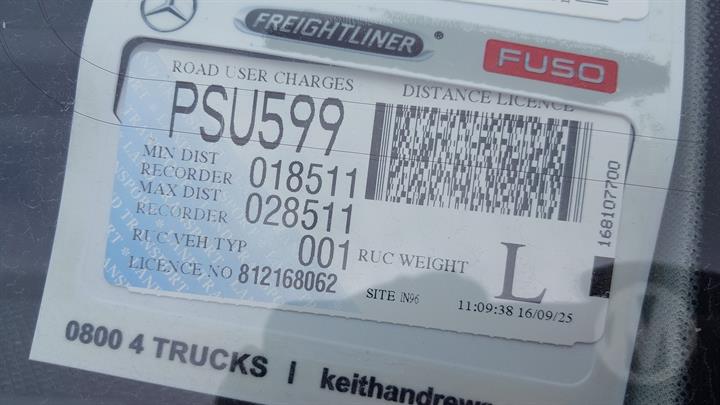 FREIGHTLINER ®
FUSO
ROAD USER CHARGES DISTANCE LICENCE
PSU599
MIN DIST
RECORDER 018511
MAX DIST
RECORDER 028511
RUC VEH TYP 001 RUC WEIGHT L
LICENCE NO 812168062
SITE IN96 11:09:38 16/09/25
168107700
0800 4 TRUCKS | keithandrew